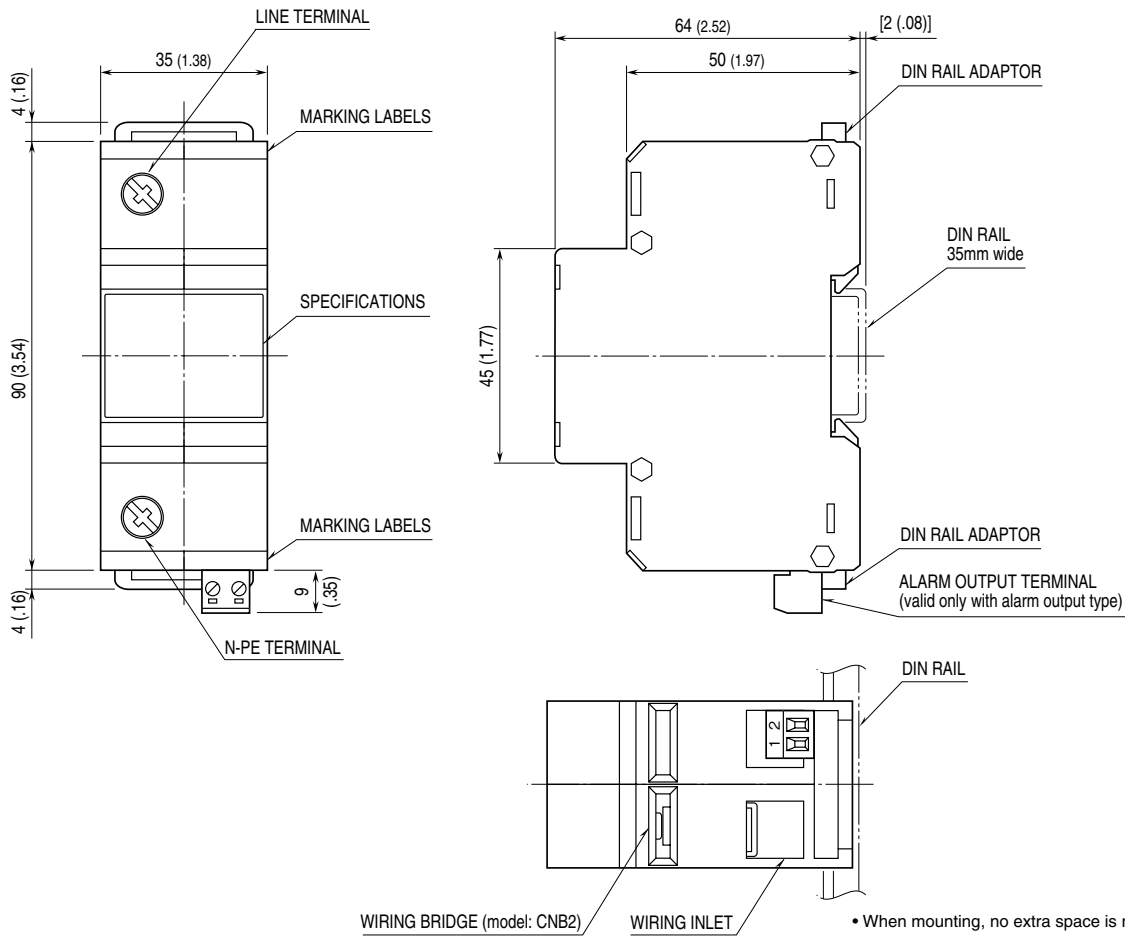 LINE TERMINAL
35 (1.38)
4 (.16)
MARKING LABELS
90 (3.54)
SPECIFICATIONS
MARKING LABELS
4 (.16)
9
(.35)
N-PE TERMINAL
64 (2.52)
[2 (.08)]
50 (1.97)
DIN RAIL ADAPTOR
DIN RAIL
35mm wide
45 (1.77)
DIN RAIL ADAPTOR
ALARM OUTPUT TERMINAL
(valid only with alarm output type)
DIN RAIL
1 2
WIRING BRIDGE (model: CNB2)
WIRING INLET
• When mounting, no extra space is